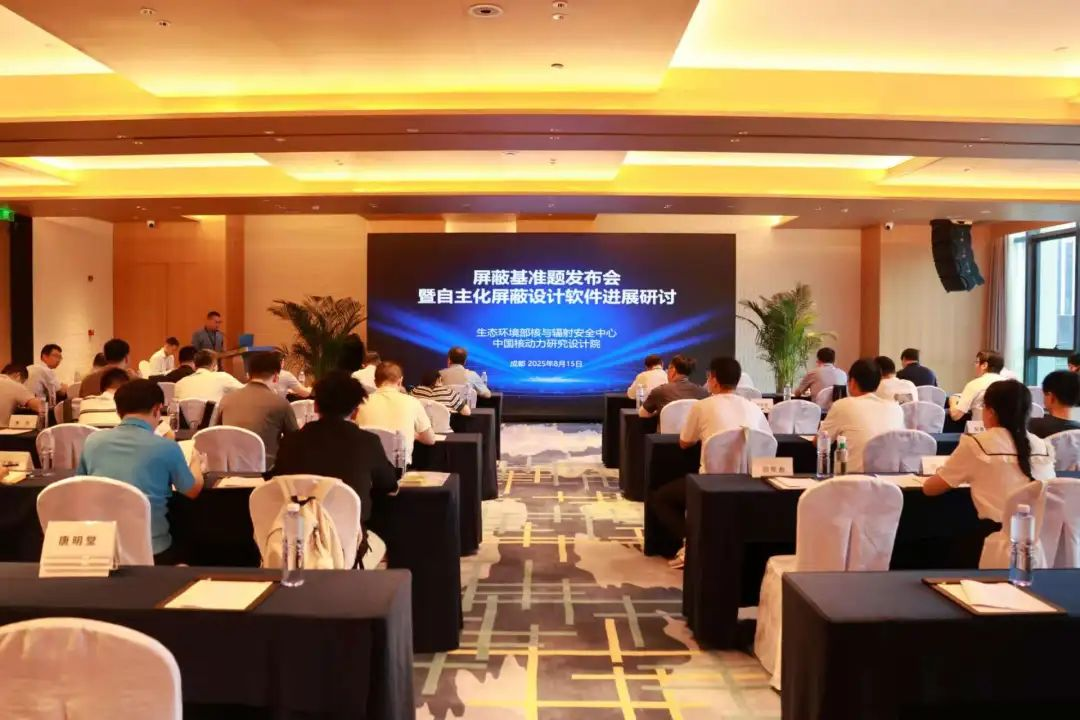 屏蔽基准题发布会
暨自主化屏蔽设计软件进展研讨
生态环境部核与辐射安全中心
中国核动力研究设计院
成都 2025年8月15日
唐明堂